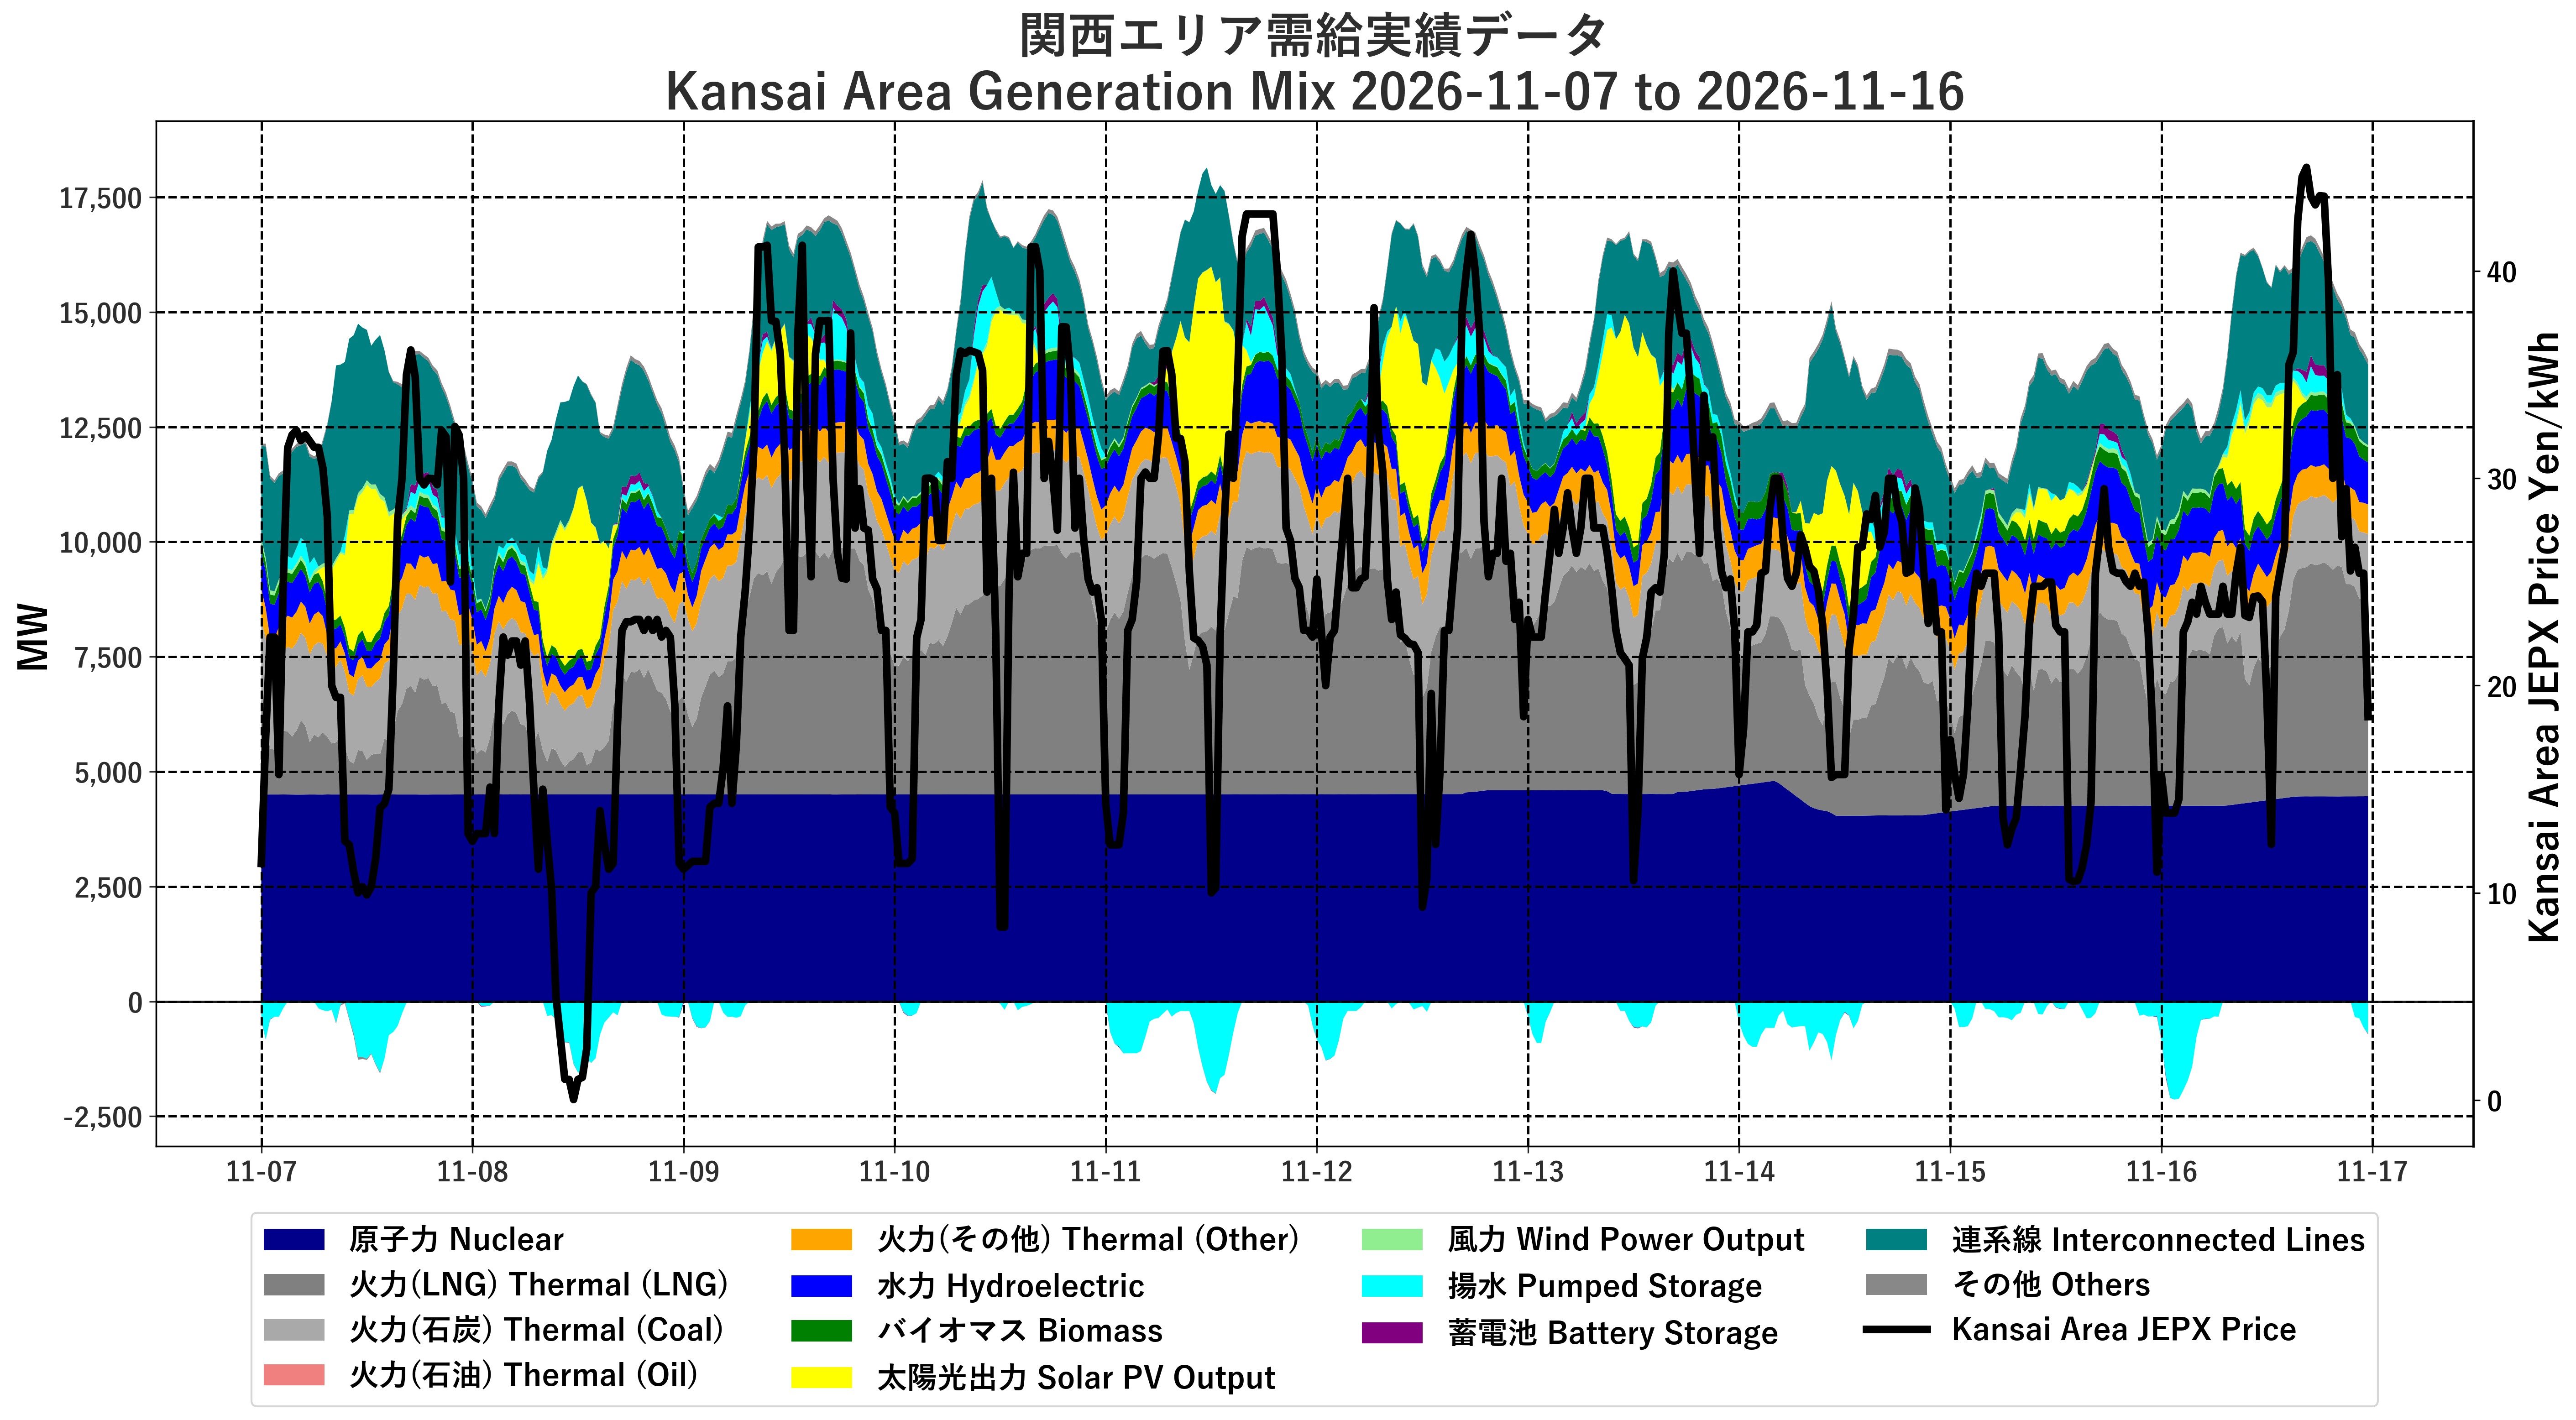 関西エリア需給実績データ
Kansai Area Generation Mix 2026-11-07 to 2026-11-16
MW
17,500
15,000
12,500
10,000
7,500
5,000
2,500
0
-2,500
40
30
20
10
0
Kansai Area JEPX Price Yen/kWh
11-07 11-08 11-09 11-10 11-11 11-12 11-13 11-14 11-15 11-16 11-17
原子力 Nuclear
火力(LNG) Thermal (LNG)
火力(石炭) Thermal (Coal)
火力(石油) Thermal (Oil)
火力(その他) Thermal (Other)
水力 Hydroelectric
バイオマス Biomass
太陽光出力 Solar PV Output
風力 Wind Power Output
揚水 Pumped Storage
蓄電池 Battery Storage
連系線 Interconnected Lines
その他 Others
Kansai Area JEPX Price